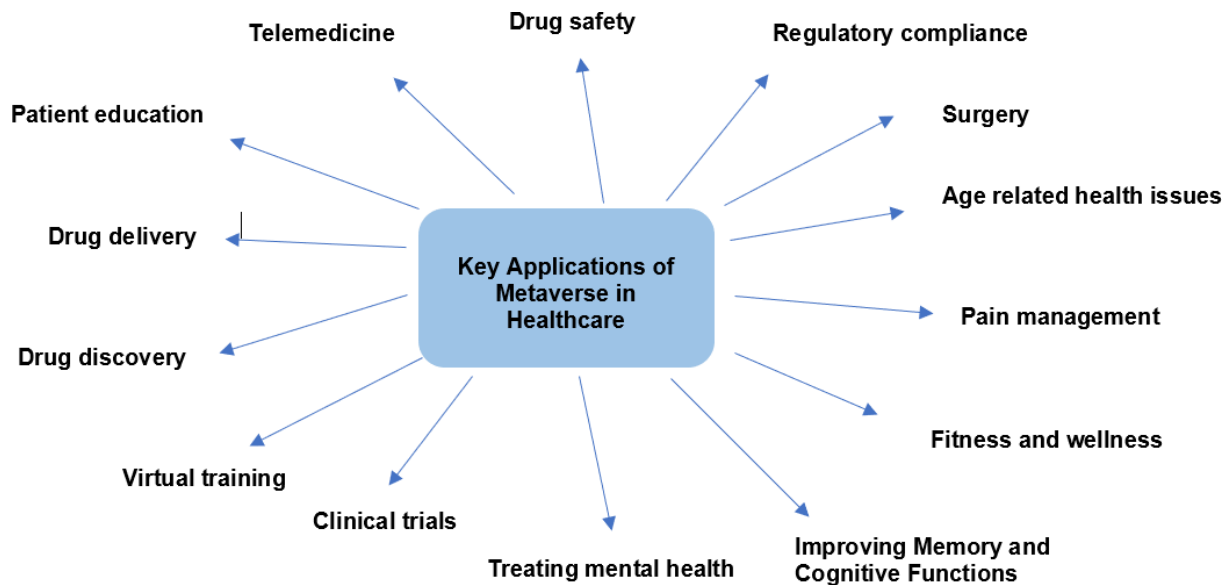 Drug safety
Telemedicine
Regulatory compliance
Patient education
Surgery
Age related health issues
Drug delivery
Key Applications of
Metaverse in
Healthcare
Pain management
Drug discovery
Fitness and wellness
Virtual training
Clinical trials
Improving Memory and
Cognitive Functions
Treating mental health